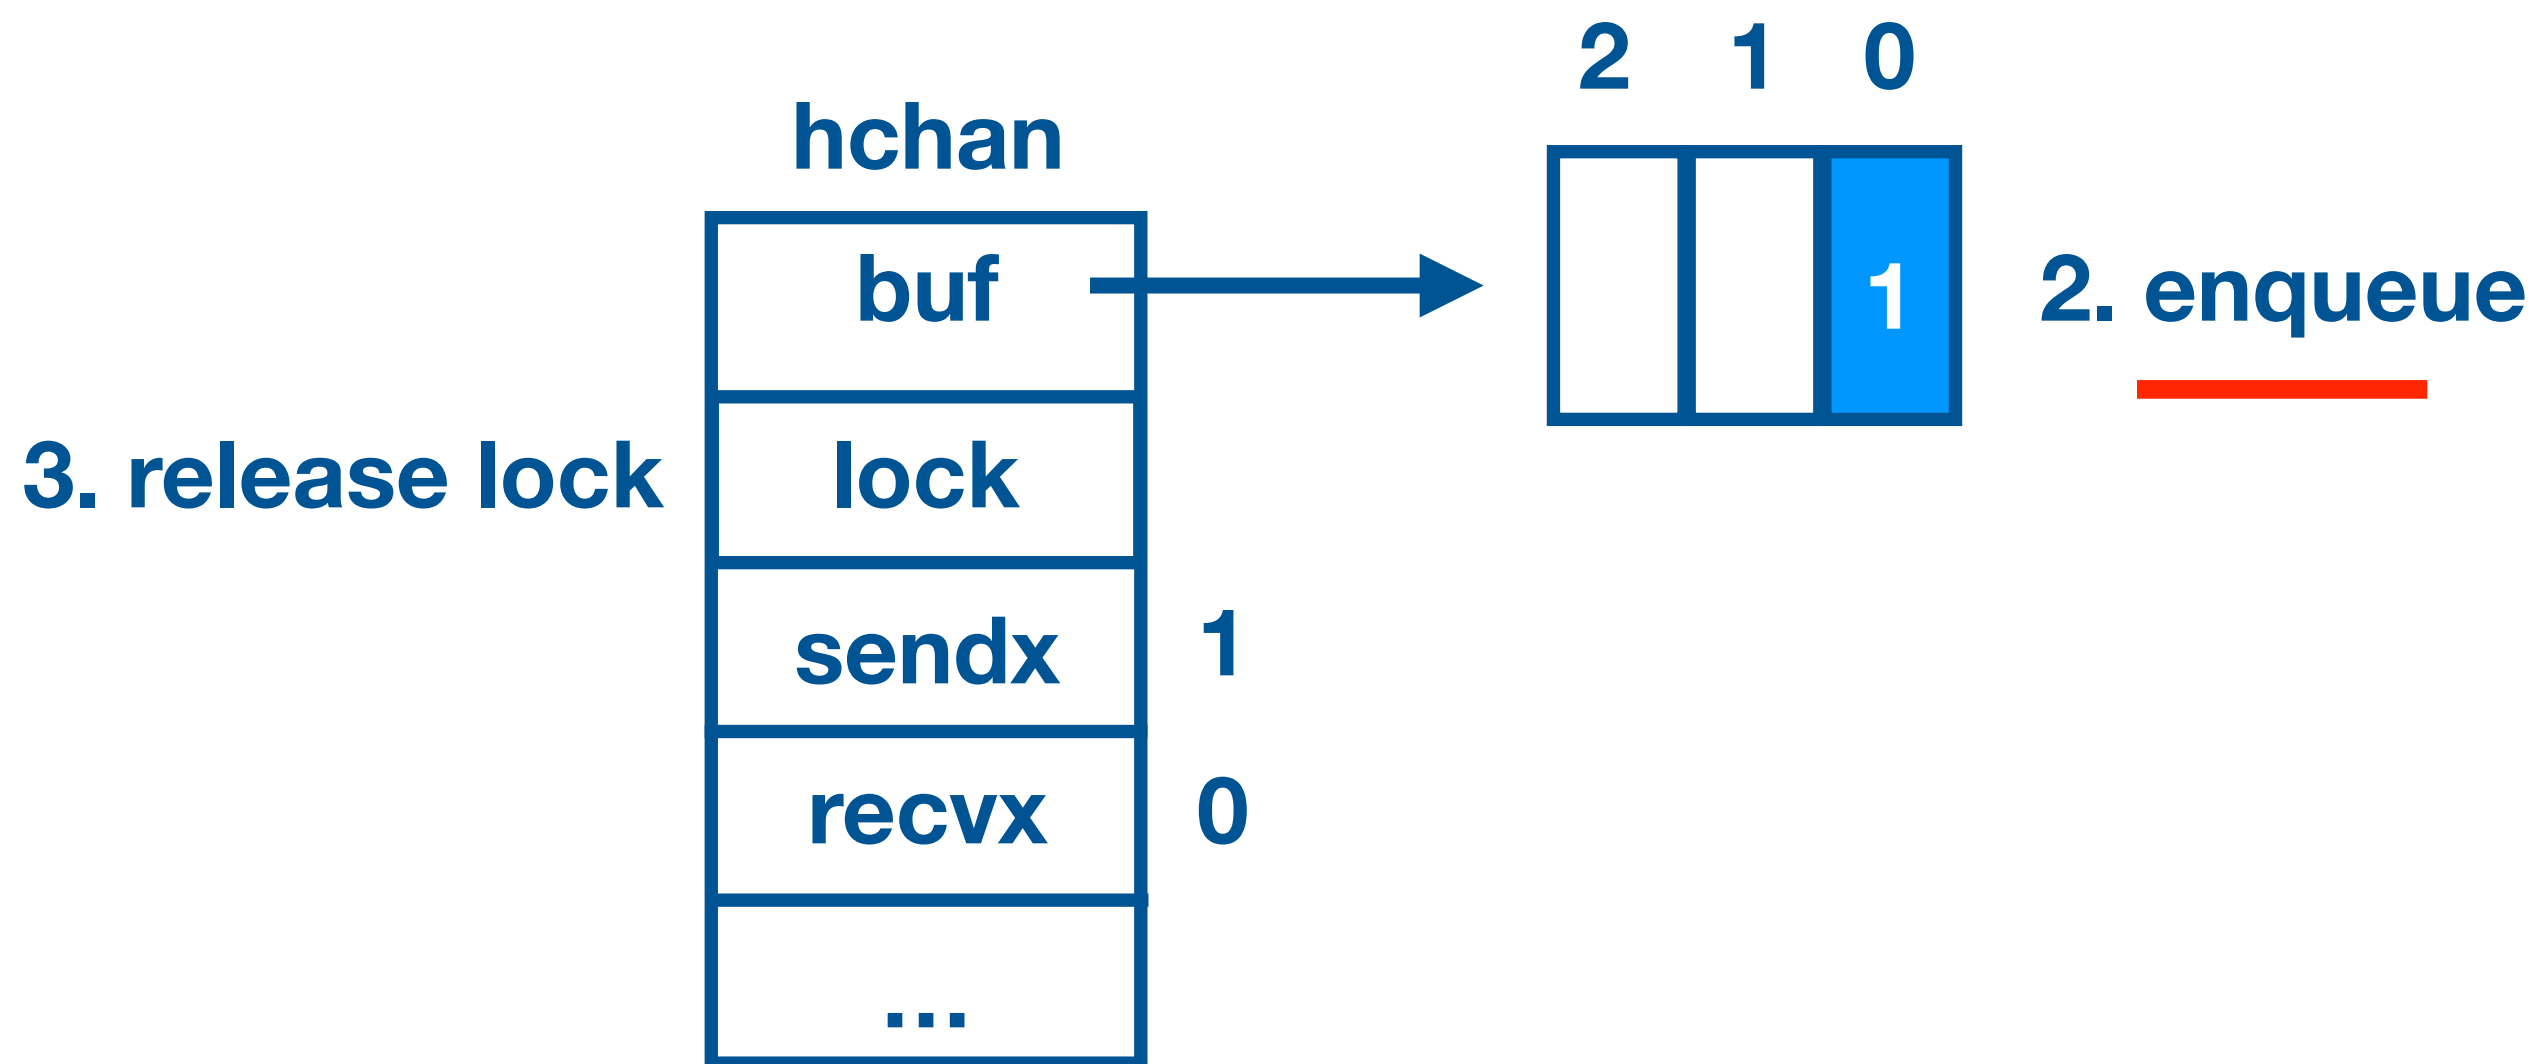 2 1 0
hchan
buf
1
2. enqueue
3. release lock
lock
sendx
1
recvx
0
...